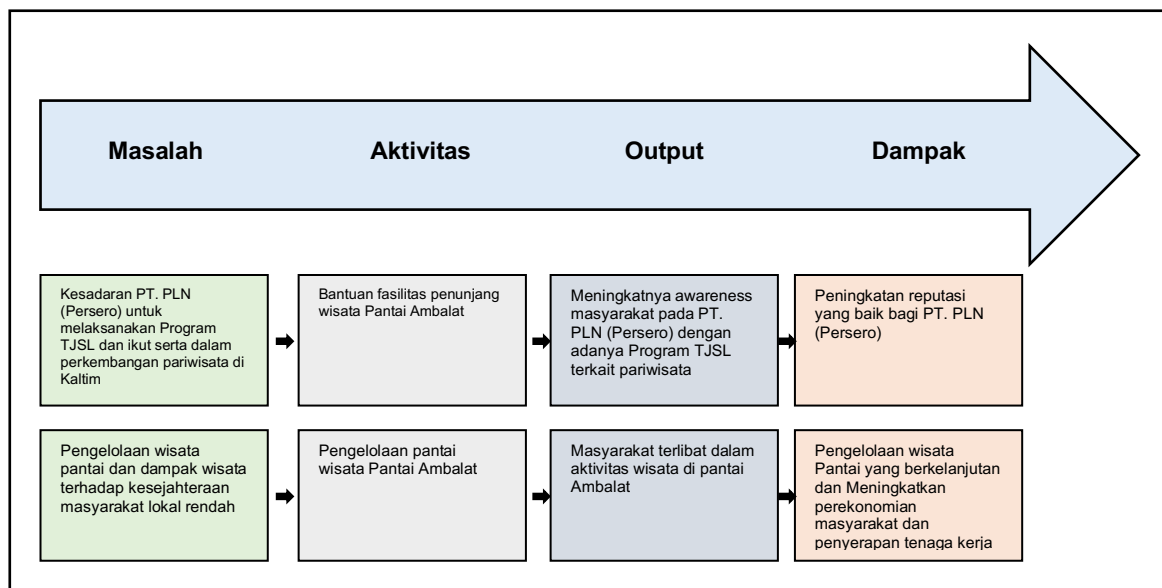 Masalah
Aktivitas
Output
Dampak
Kesadaran PT. PLN
(Persero) untuk
melaksanakan Program
TJSL dan ikut serta dalam
perkembangan pariwisata di
Kaltim
Bantuan fasilitas penunjang
wisata Pantai Ambalat
Meningkatnya awareness
masyarakat pada PT.
PLN (Persero) dengan
adanya Program TJSL
terkait pariwisata
Peningkatan reputasi
yang baik bagi PT. PLN
(Persero)
Pengelolaan wisata
pantai dan dampak wisata
terhadap kesejahteraan
masyarakat lokal rendah
Pengelolaan pantai
wisata Pantai Ambalat
Masyarakat terlibat dalam
aktivitas wisata di pantai
Ambalat
Pengelolaan wisata
Pantai yang berkelanjutan
dan Meningkatkan
perekonomian
masyarakat dan
penyerapan tenaga kerja